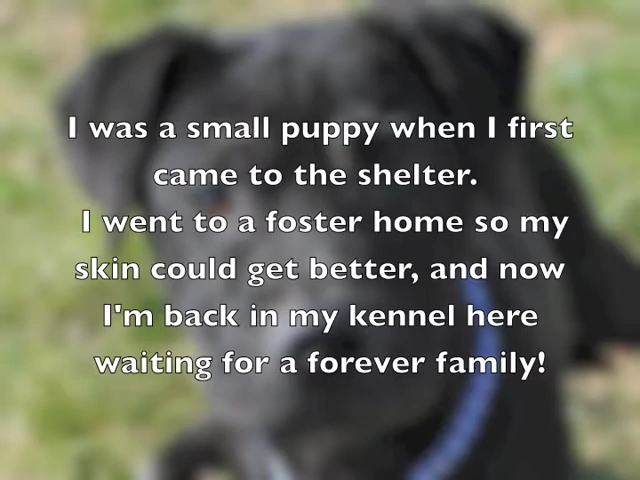 I was a small puppy when I first
came to the shelter.
I went to a foster home so my
skin could get better, and now
I'm back in my kennel here
waiting for a forever family!